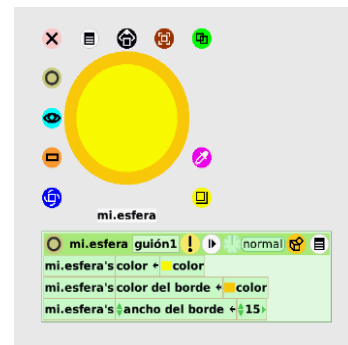 mi.esfera
mi.esfera guión1 ! normal
mi.esfera's color ← color
mi.esfera's color del borde ← color
mi.esfera's ancho del borde ← 15